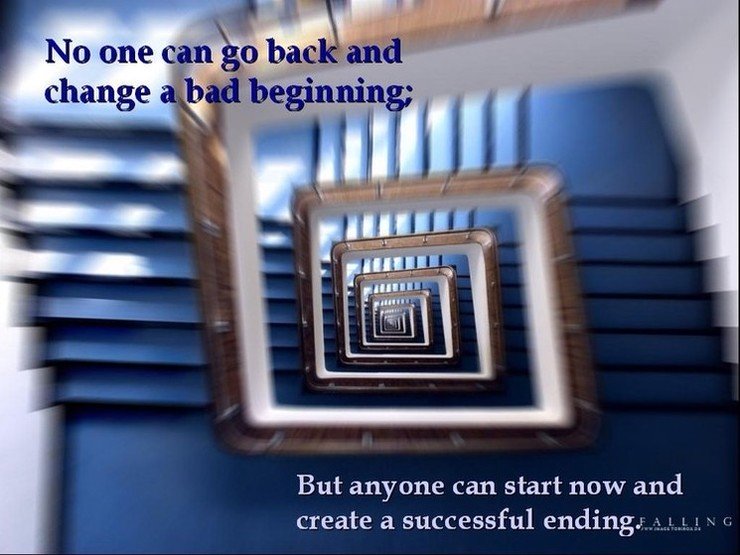 No one can go back and
change a bad beginning;
But anyone can start now and
create a successful ending.
FALLING